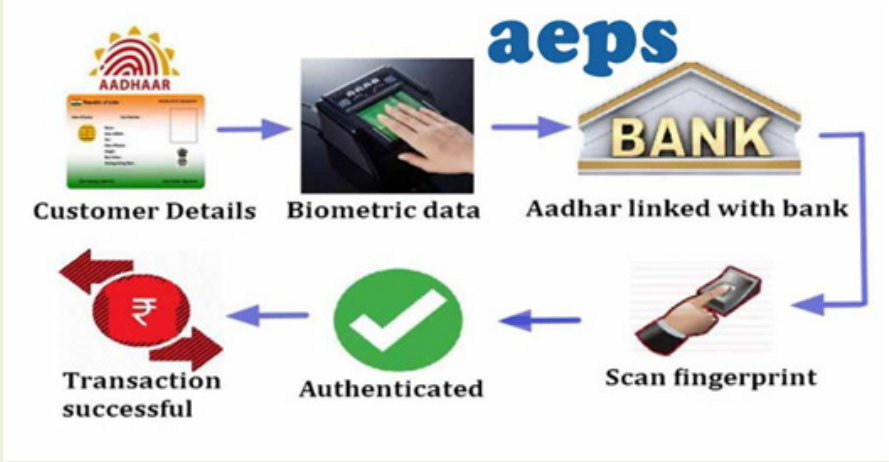 aeps
AADHAAR
Customer Details
Biometric data
BANK
Aadhar linked with bank
Scan fingerprint
Authenticated
₹
Transaction
successful